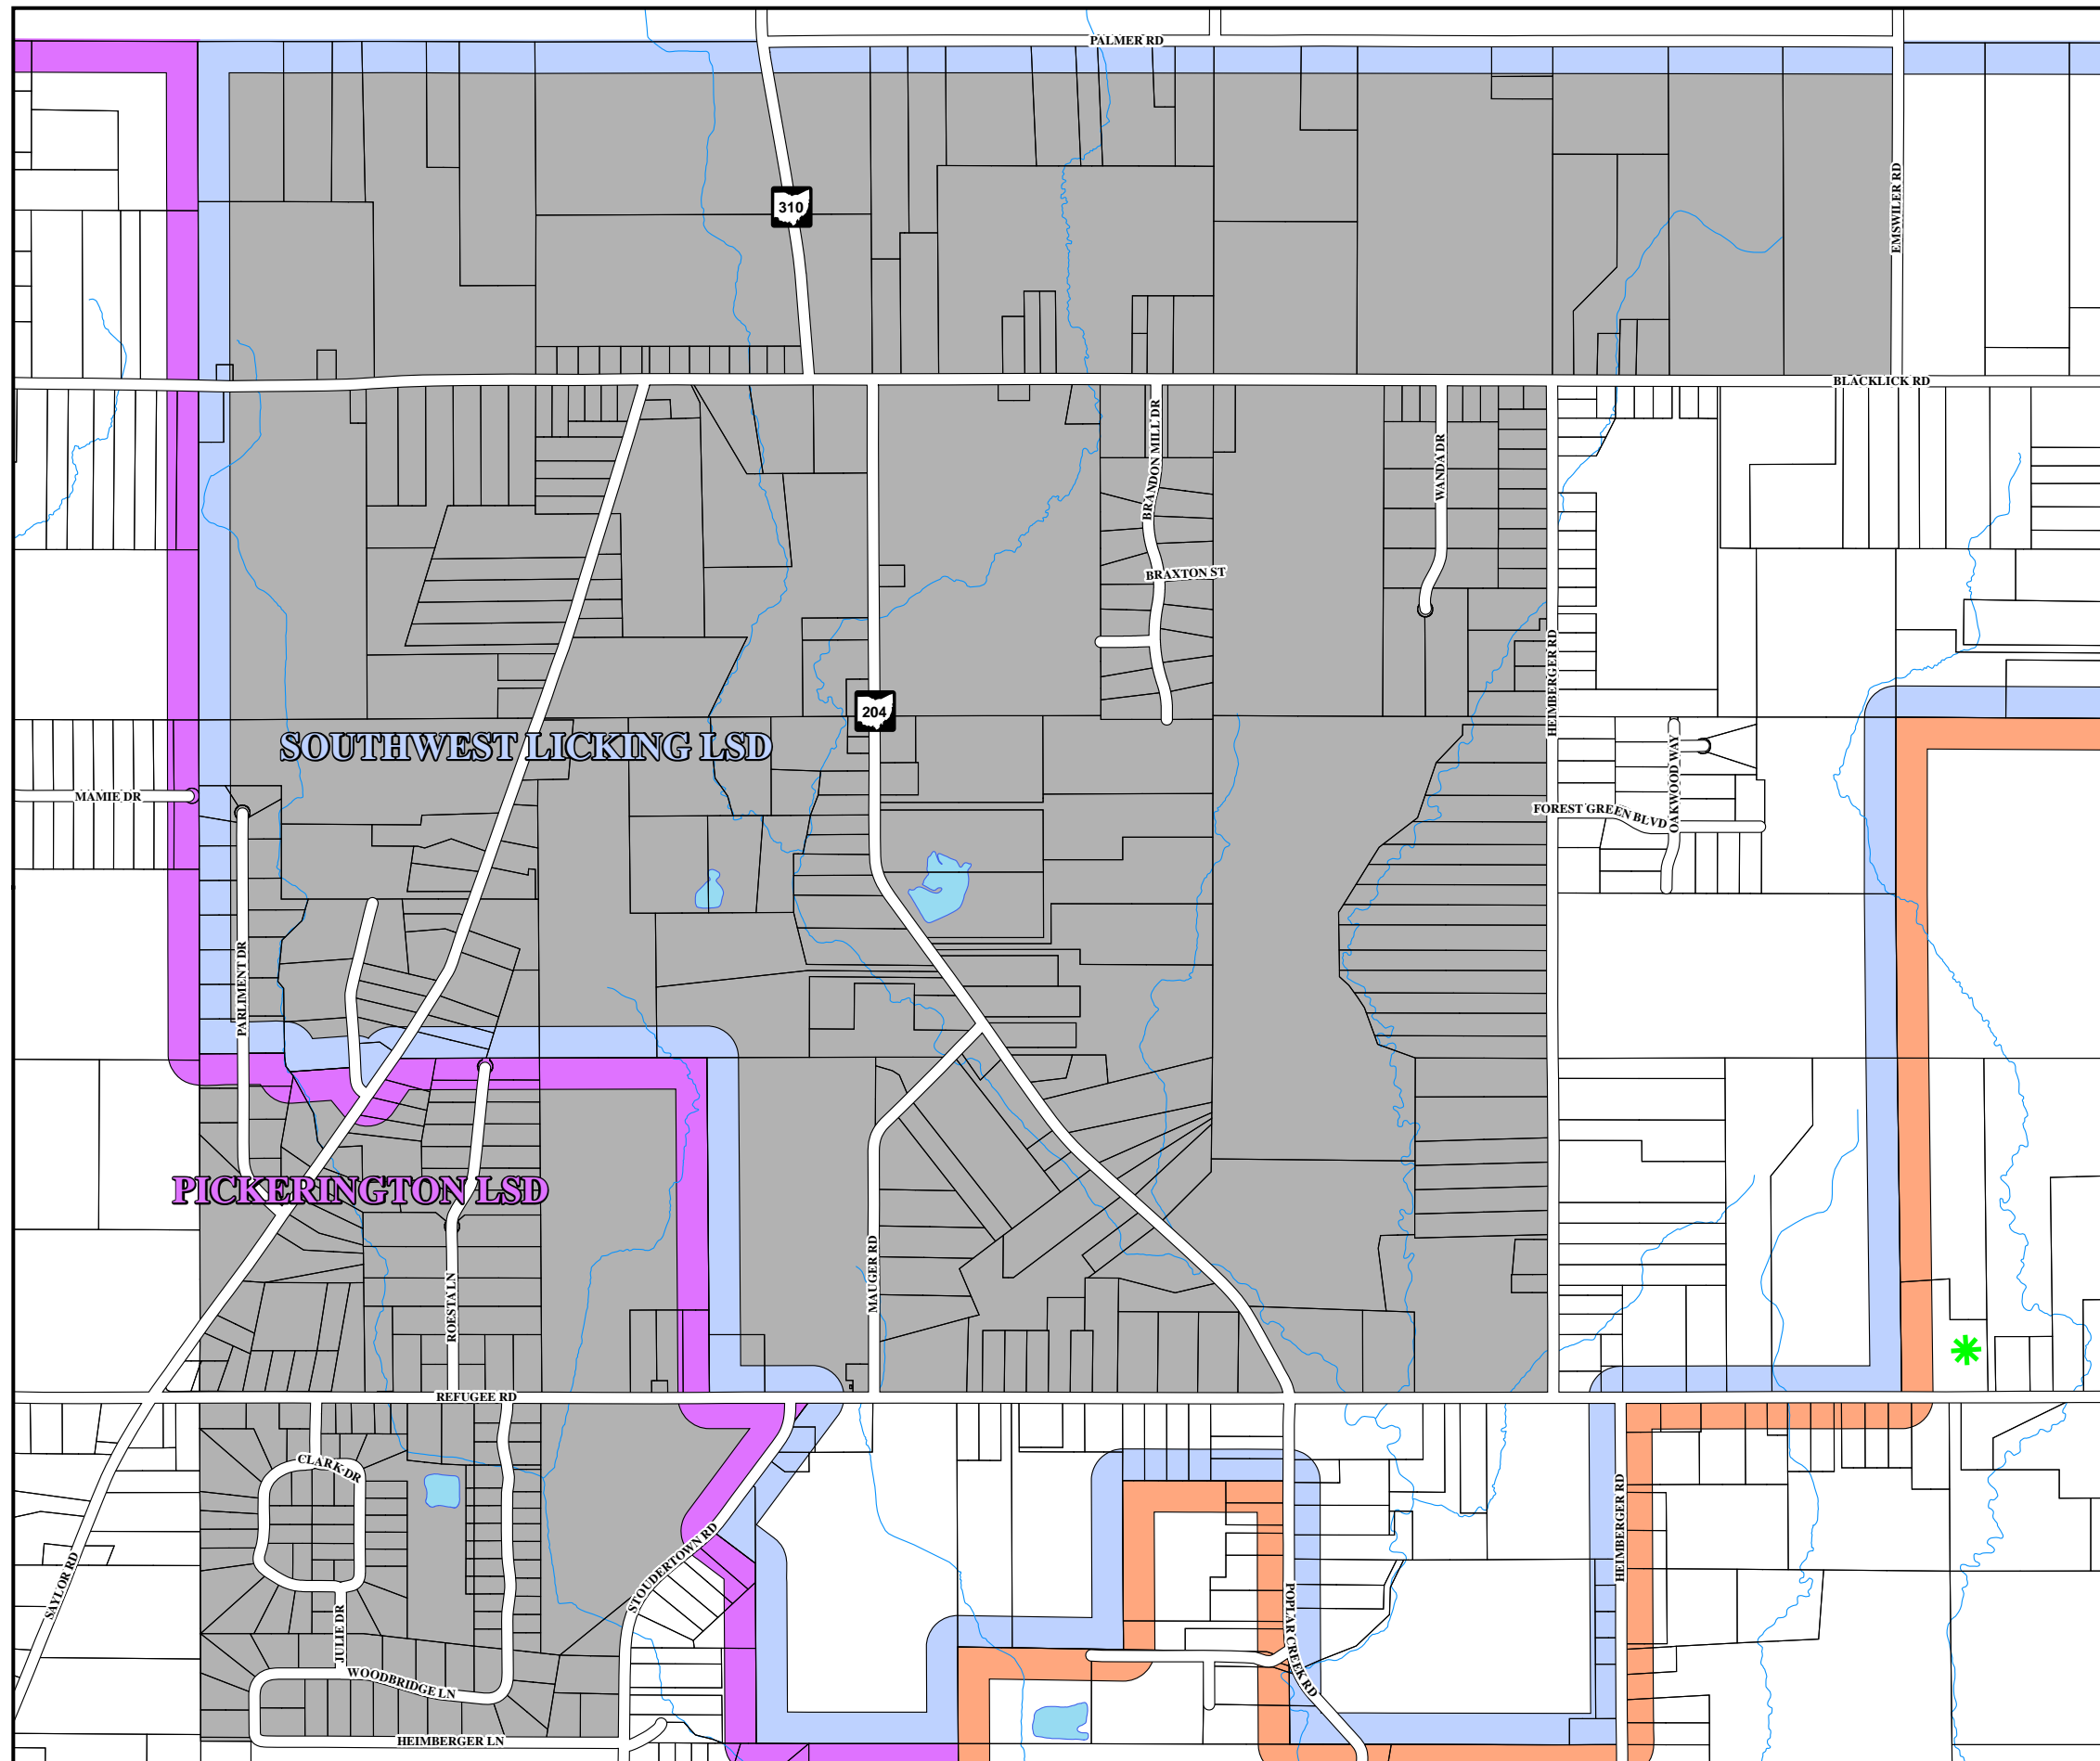 PALMER RD
310
EMSWILER RD
BLACKLICK RD
BRANDON MILL DR
WANDA DR
BRAXTON ST
HEIMBERGER RD
204
SOUTHWEST LICKING LSD
OAKWOOD WAY
MAMIE DR
FOREST GREEN BLVD
PARLIMENT DR
PICKERINGTON LSD
MAUGER RD
ROESTA LN
REFUGEE RD
CLARK DR
HEIMBERGER RD
STOUDERTOWN RD
SAYLOR RD
JULIE DR
POPLAR CREEK RD
WOODBRIDGE LN
HEIMBERGER LN